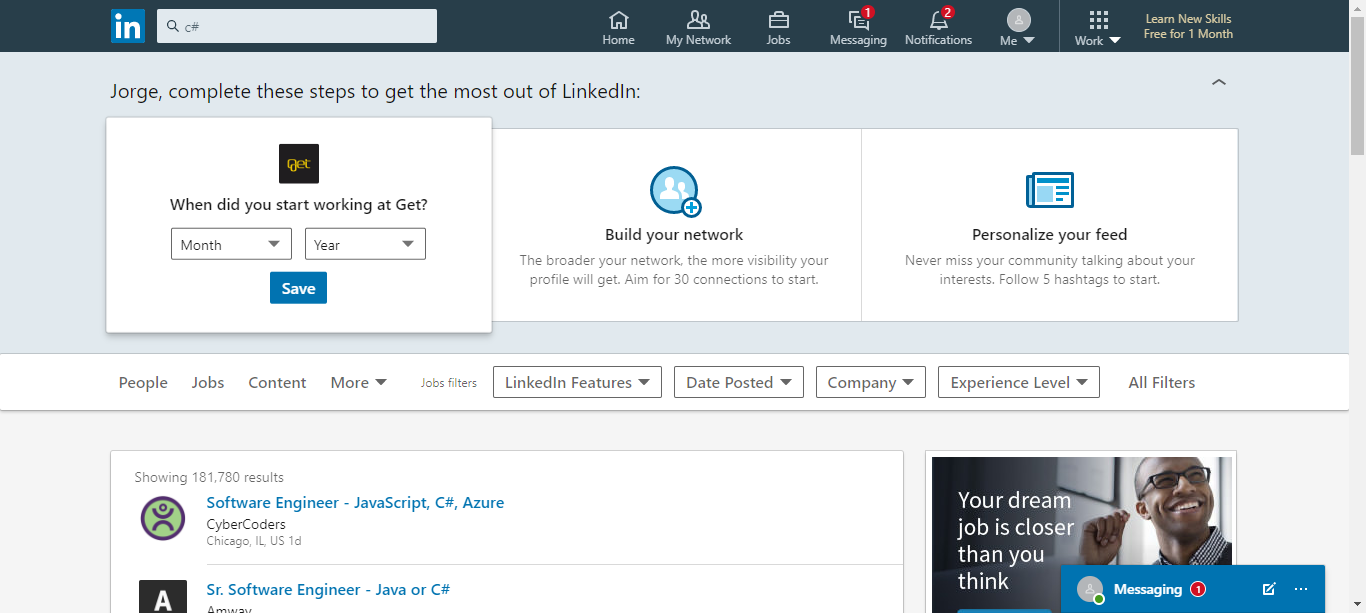 in
c#
Home
My Network
Jobs
1
Messaging
2
Notifications
Me
Work
Learn New Skills
Free for 1 Month
Jorge, complete these steps to get the most out of LinkedIn:
get
When did you start working at Get?
Month
Year
Save
Build your network
The broader your network, the more visibility your
profile will get. Aim for 30 connections to start.
Personalize your feed
Never miss your community talking about your
interests. Follow 5 hashtags to start.
People
Jobs
Content
More
Jobs filters
LinkedIn Features
Date Posted
Company
Experience Level
All Filters
Showing 181,780 results
Software Engineer - JavaScript, C#, Azure
CyberCoders
Chicago, IL, US 1d
A
Sr. Software Engineer - Java or C#
Amway
Your dream
job is closer
than you
think
Messaging 1